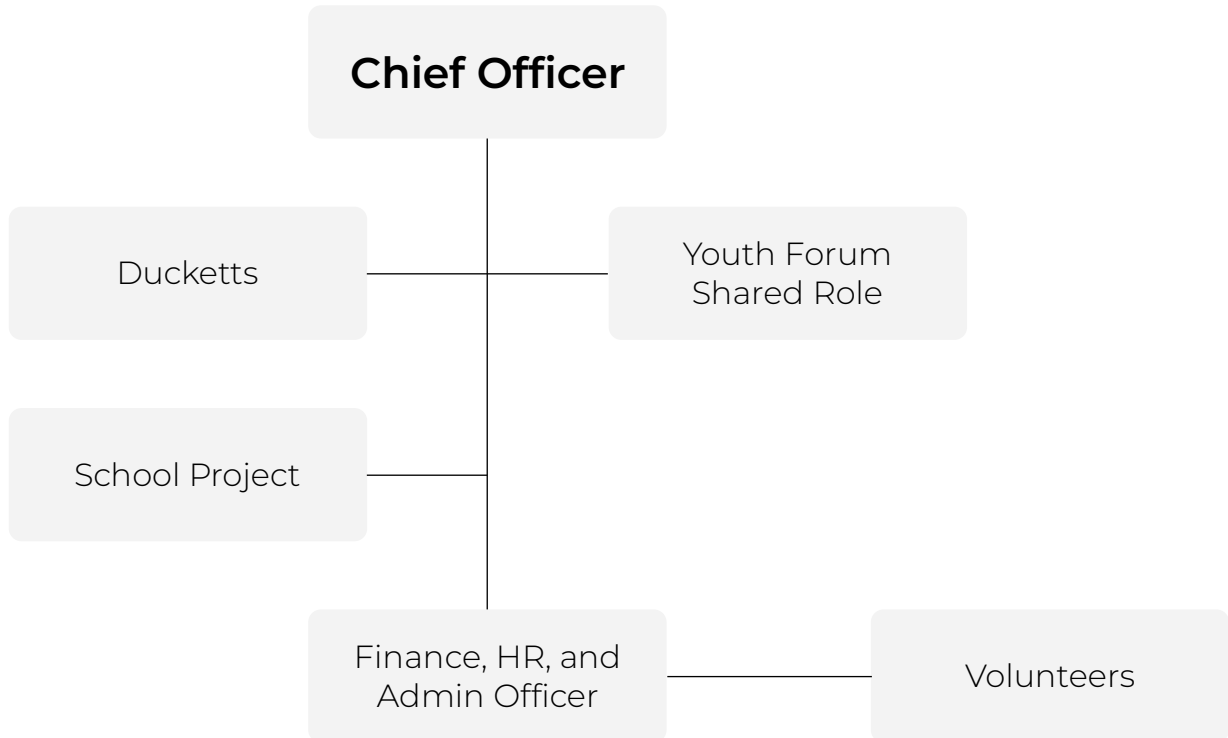 Chief Officer
Ducketts
Youth Forum
Shared Role
School Project
Finance, HR, and
Admin Officer
Volunteers